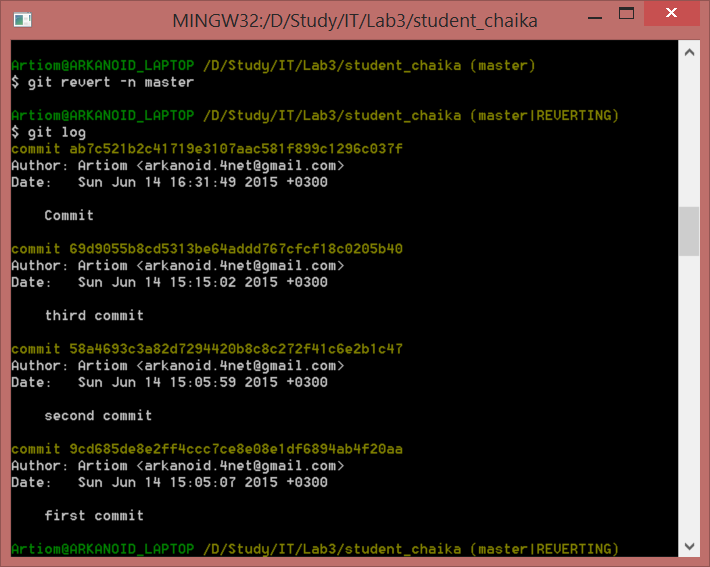 MINGW32:/D/Study/IT/Lab3/student_chaika
Artiom@ARKANOID_LAPTOP /D/Study/IT/Lab3/student_chaika (master)
$ git revert -n master
Artiom@ARKANOID_LAPTOP /D/Study/IT/Lab3/student_chaika (master|REVERTING)
$ git log
commit ab7c521b2c41719e3107aac581f899c1296c037f
Author: Artiom <arkanoid.4net@gmail.com>
Date:   Sun Jun 14 16:31:49 2015 +0300
    Commit
commit 69d9055b8cd5313be64addd767cfcf18c0205b40
Author: Artiom <arkanoid.4net@gmail.com>
Date:   Sun Jun 14 15:15:02 2015 +0300
    third commit
commit 58a4693c3a82d7294420b8c8c272f41c6e2b1c47
Author: Artiom <arkanoid.4net@gmail.com>
Date:   Sun Jun 14 15:05:59 2015 +0300
    second commit
commit 9cd685de8e2ff4ccc7ce8e08e1df6894ab4f20aa
Author: Artiom <arkanoid.4net@gmail.com>
Date:   Sun Jun 14 15:05:07 2015 +0300
    first commit
Artiom@ARKANOID_LAPTOP /D/Study/IT/Lab3/student_chaika (master|REVERTING)